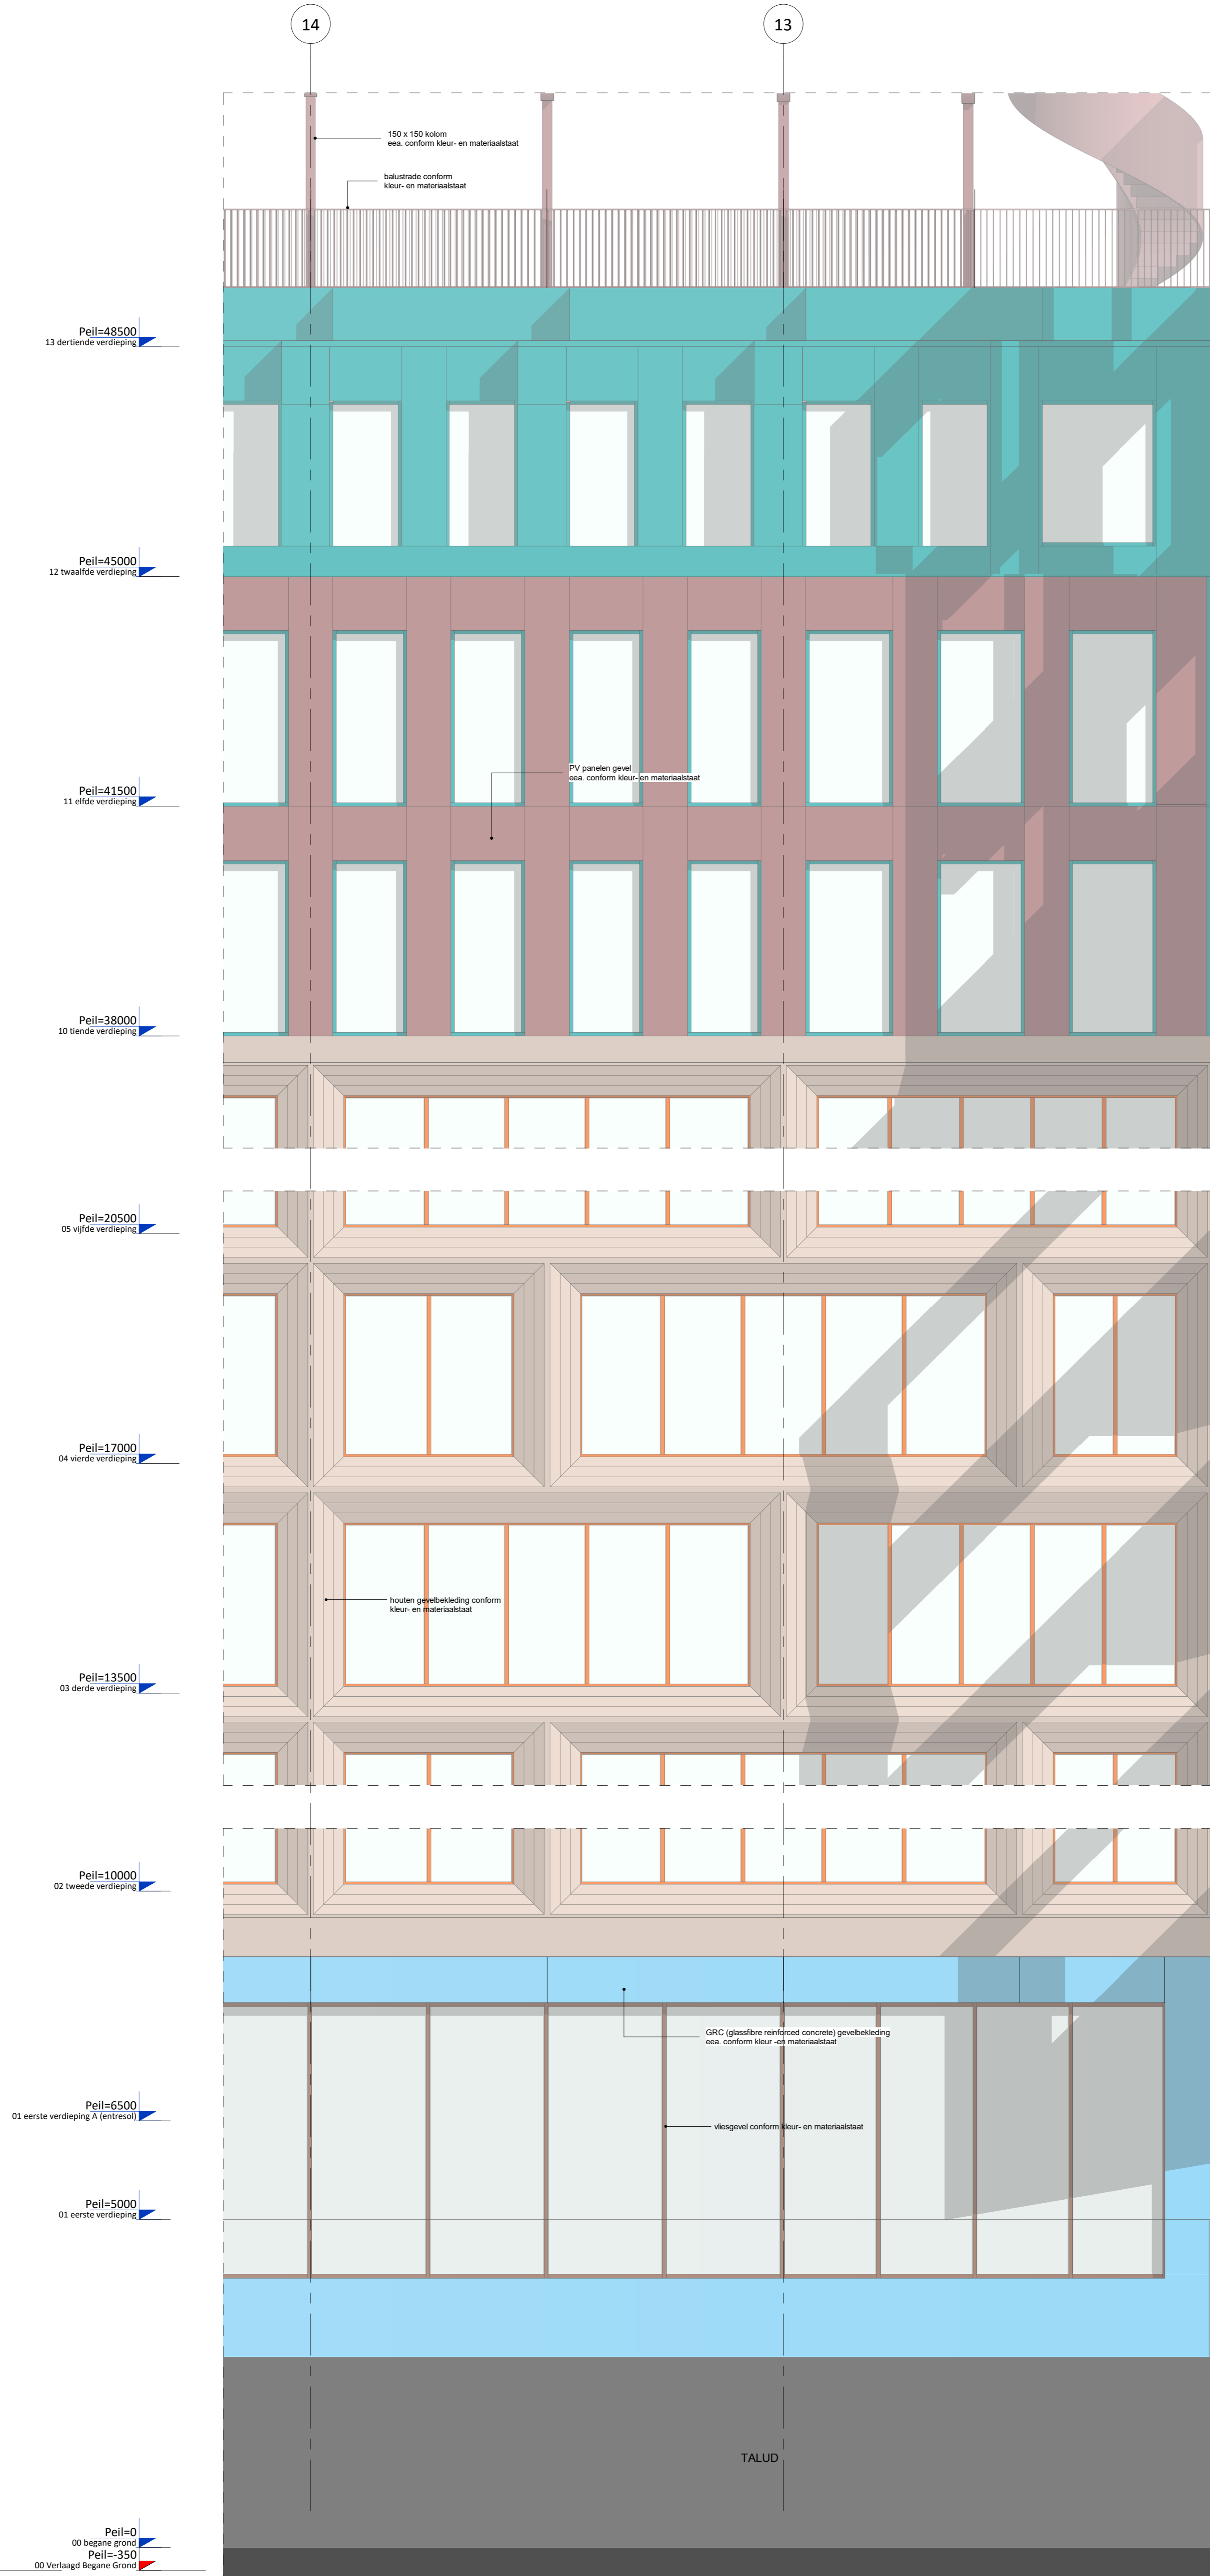 14
13
150 x 150 kolom
eea. conform kleur- en materiaalstaat
balustrade conform
kleur- en materiaalstaat
Peil=48500
13 dertiende verdieping
Peil=45000
12 twaalfde verdieping
PV panelen gevel
eea. conform kleur- en materiaalstaat
Peil=41500
11 elfde verdieping
Peil=38000
10 tiende verdieping
Peil=20500
05 vijfde verdieping
Peil=17000
04 vierde verdieping
houten gevelbekleding conform
kleur- en materiaalstaat
Peil=13500
03 derde verdieping
Peil=10000
02 tweede verdieping
GRC (glassfibre reinforced concrete) gevelbekleding
eea. conform kleur -en materiaalstaat
Peil=6500
01 eerste verdieping A (entresol)
vliesgevel conform kleur- en materiaalstaat
Peil=5000
01 eerste verdieping
TALUD
Peil=0
00 begane grond
Peil=-350
00 Verlaagd Begane Grond